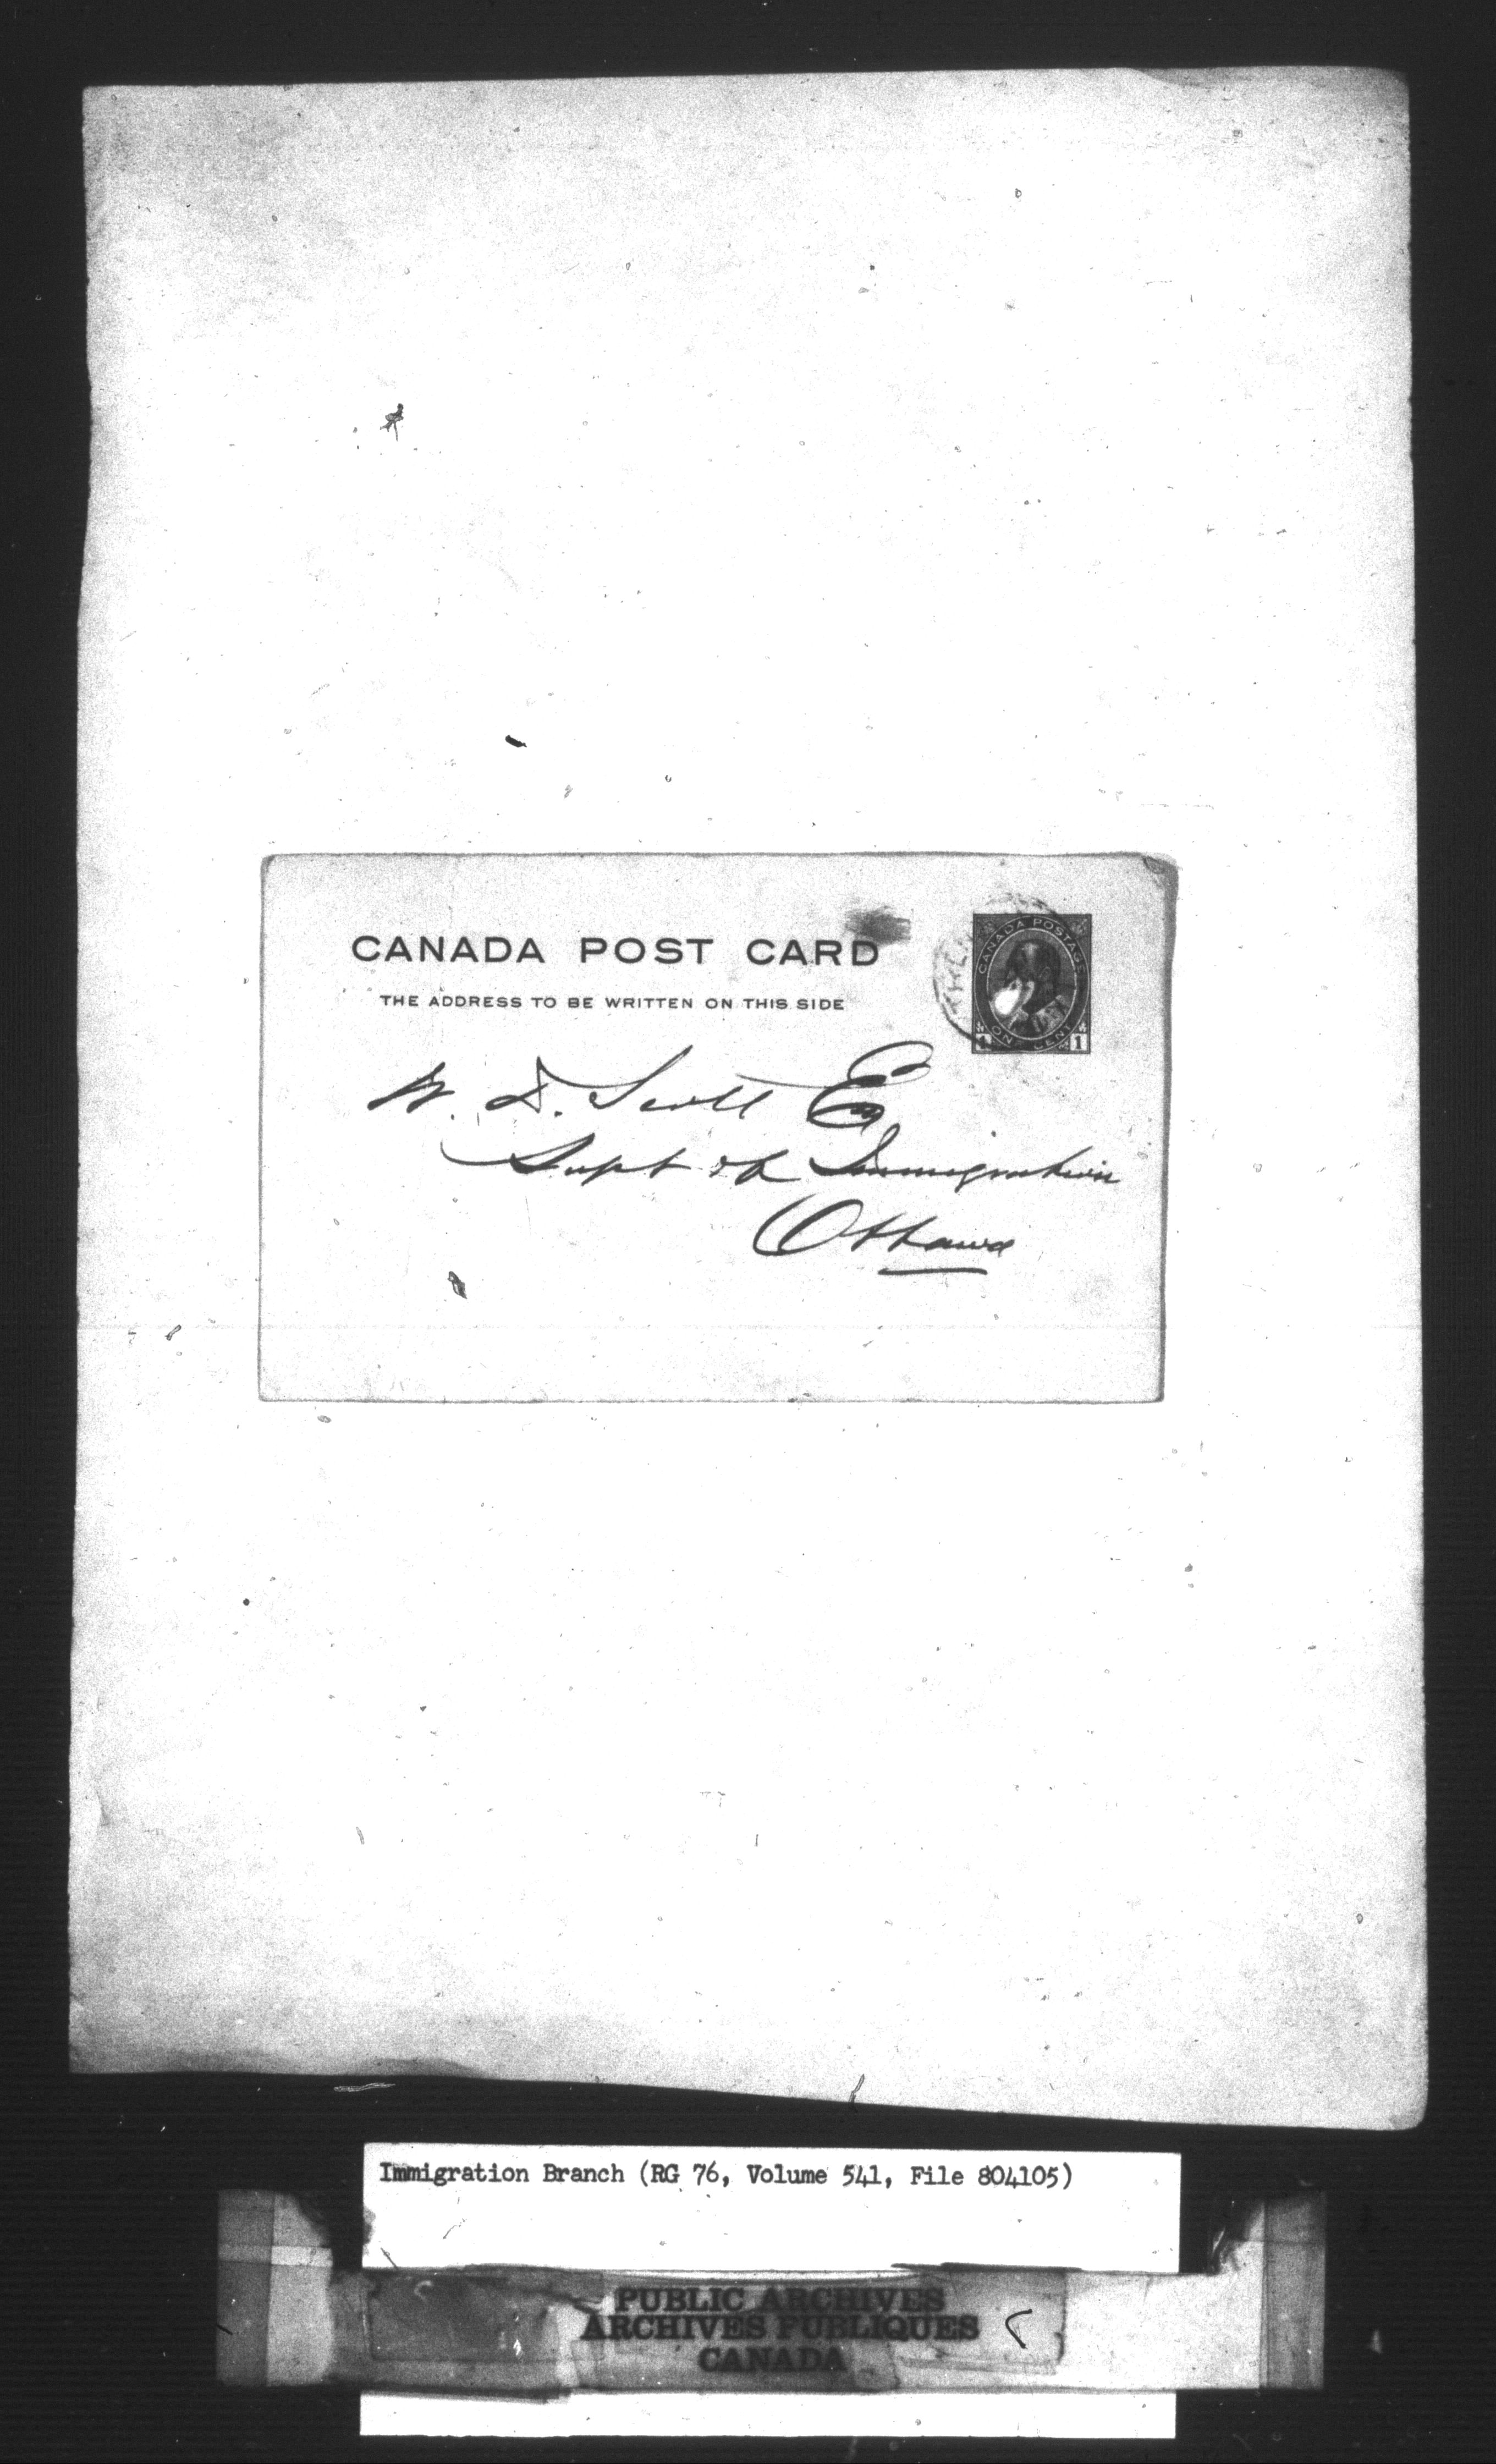 CANADA POST CARD
THE ADDRESS TO BE WRITTEN ON THIS SIDE
CANADA POSTAGE
ONE CENT
1 1
W. D. Scott Esq
Supt of Immigration
Ottawa
Immigration Branch (RG 76, Volume 541, File 804105)
PUBLIC ARCHIVES
ARCHIVES PUBLIQUES
CANADA